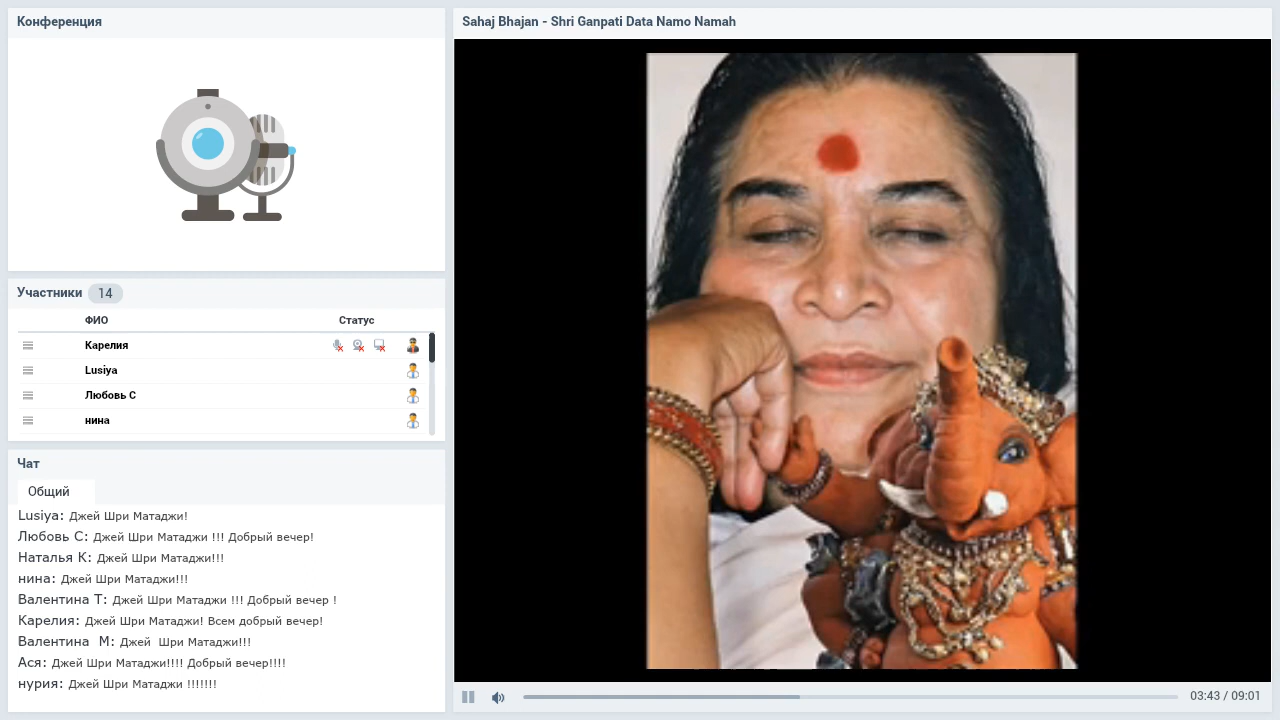 Конференция
Sahaj Bhajan - Shri Ganpati Data Namo Namah
Участники 14
ФИО Статус
Карелия
Lusiya
Любовь С
нина
Чат
Общий
Lusiya: Джей Шри Матаджи!
Любовь С: Джей Шри Матаджи !!! Добрый вечер!
Наталья К: Джей Шри Матаджи!!!
нина: Джей Шри Матаджи!!!
Валентина Т: Джей Шри Матаджи !!! Добрый вечер !
Карелия: Джей Шри Матаджи! Всем добрый вечер!
Валентина  М: Джей  Шри Матаджи!!!
Ася: Джей Шри Матаджи!!!! Добрый вечер!!!!
нурия: Джей Шри Матаджи !!!!!!!
03:43 / 09:01